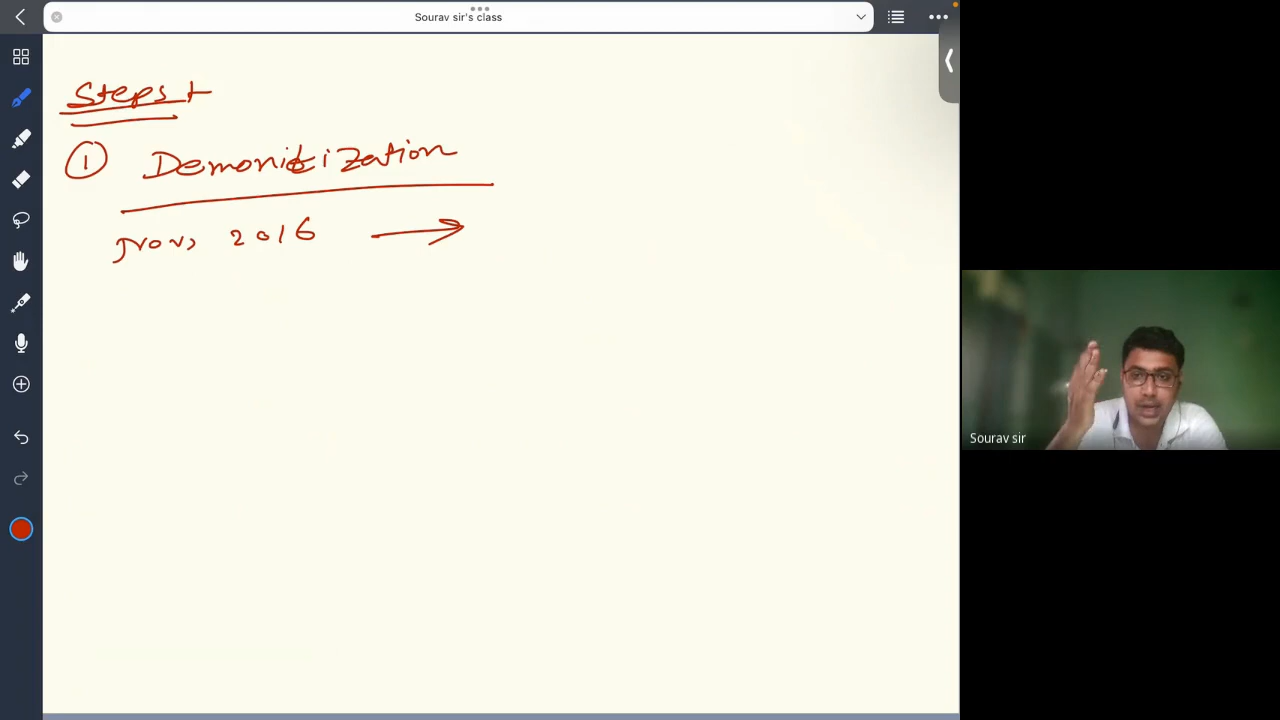 Sourav sir's class
Steps
① Demonitization
Nov, 2016 →
Sourav sir